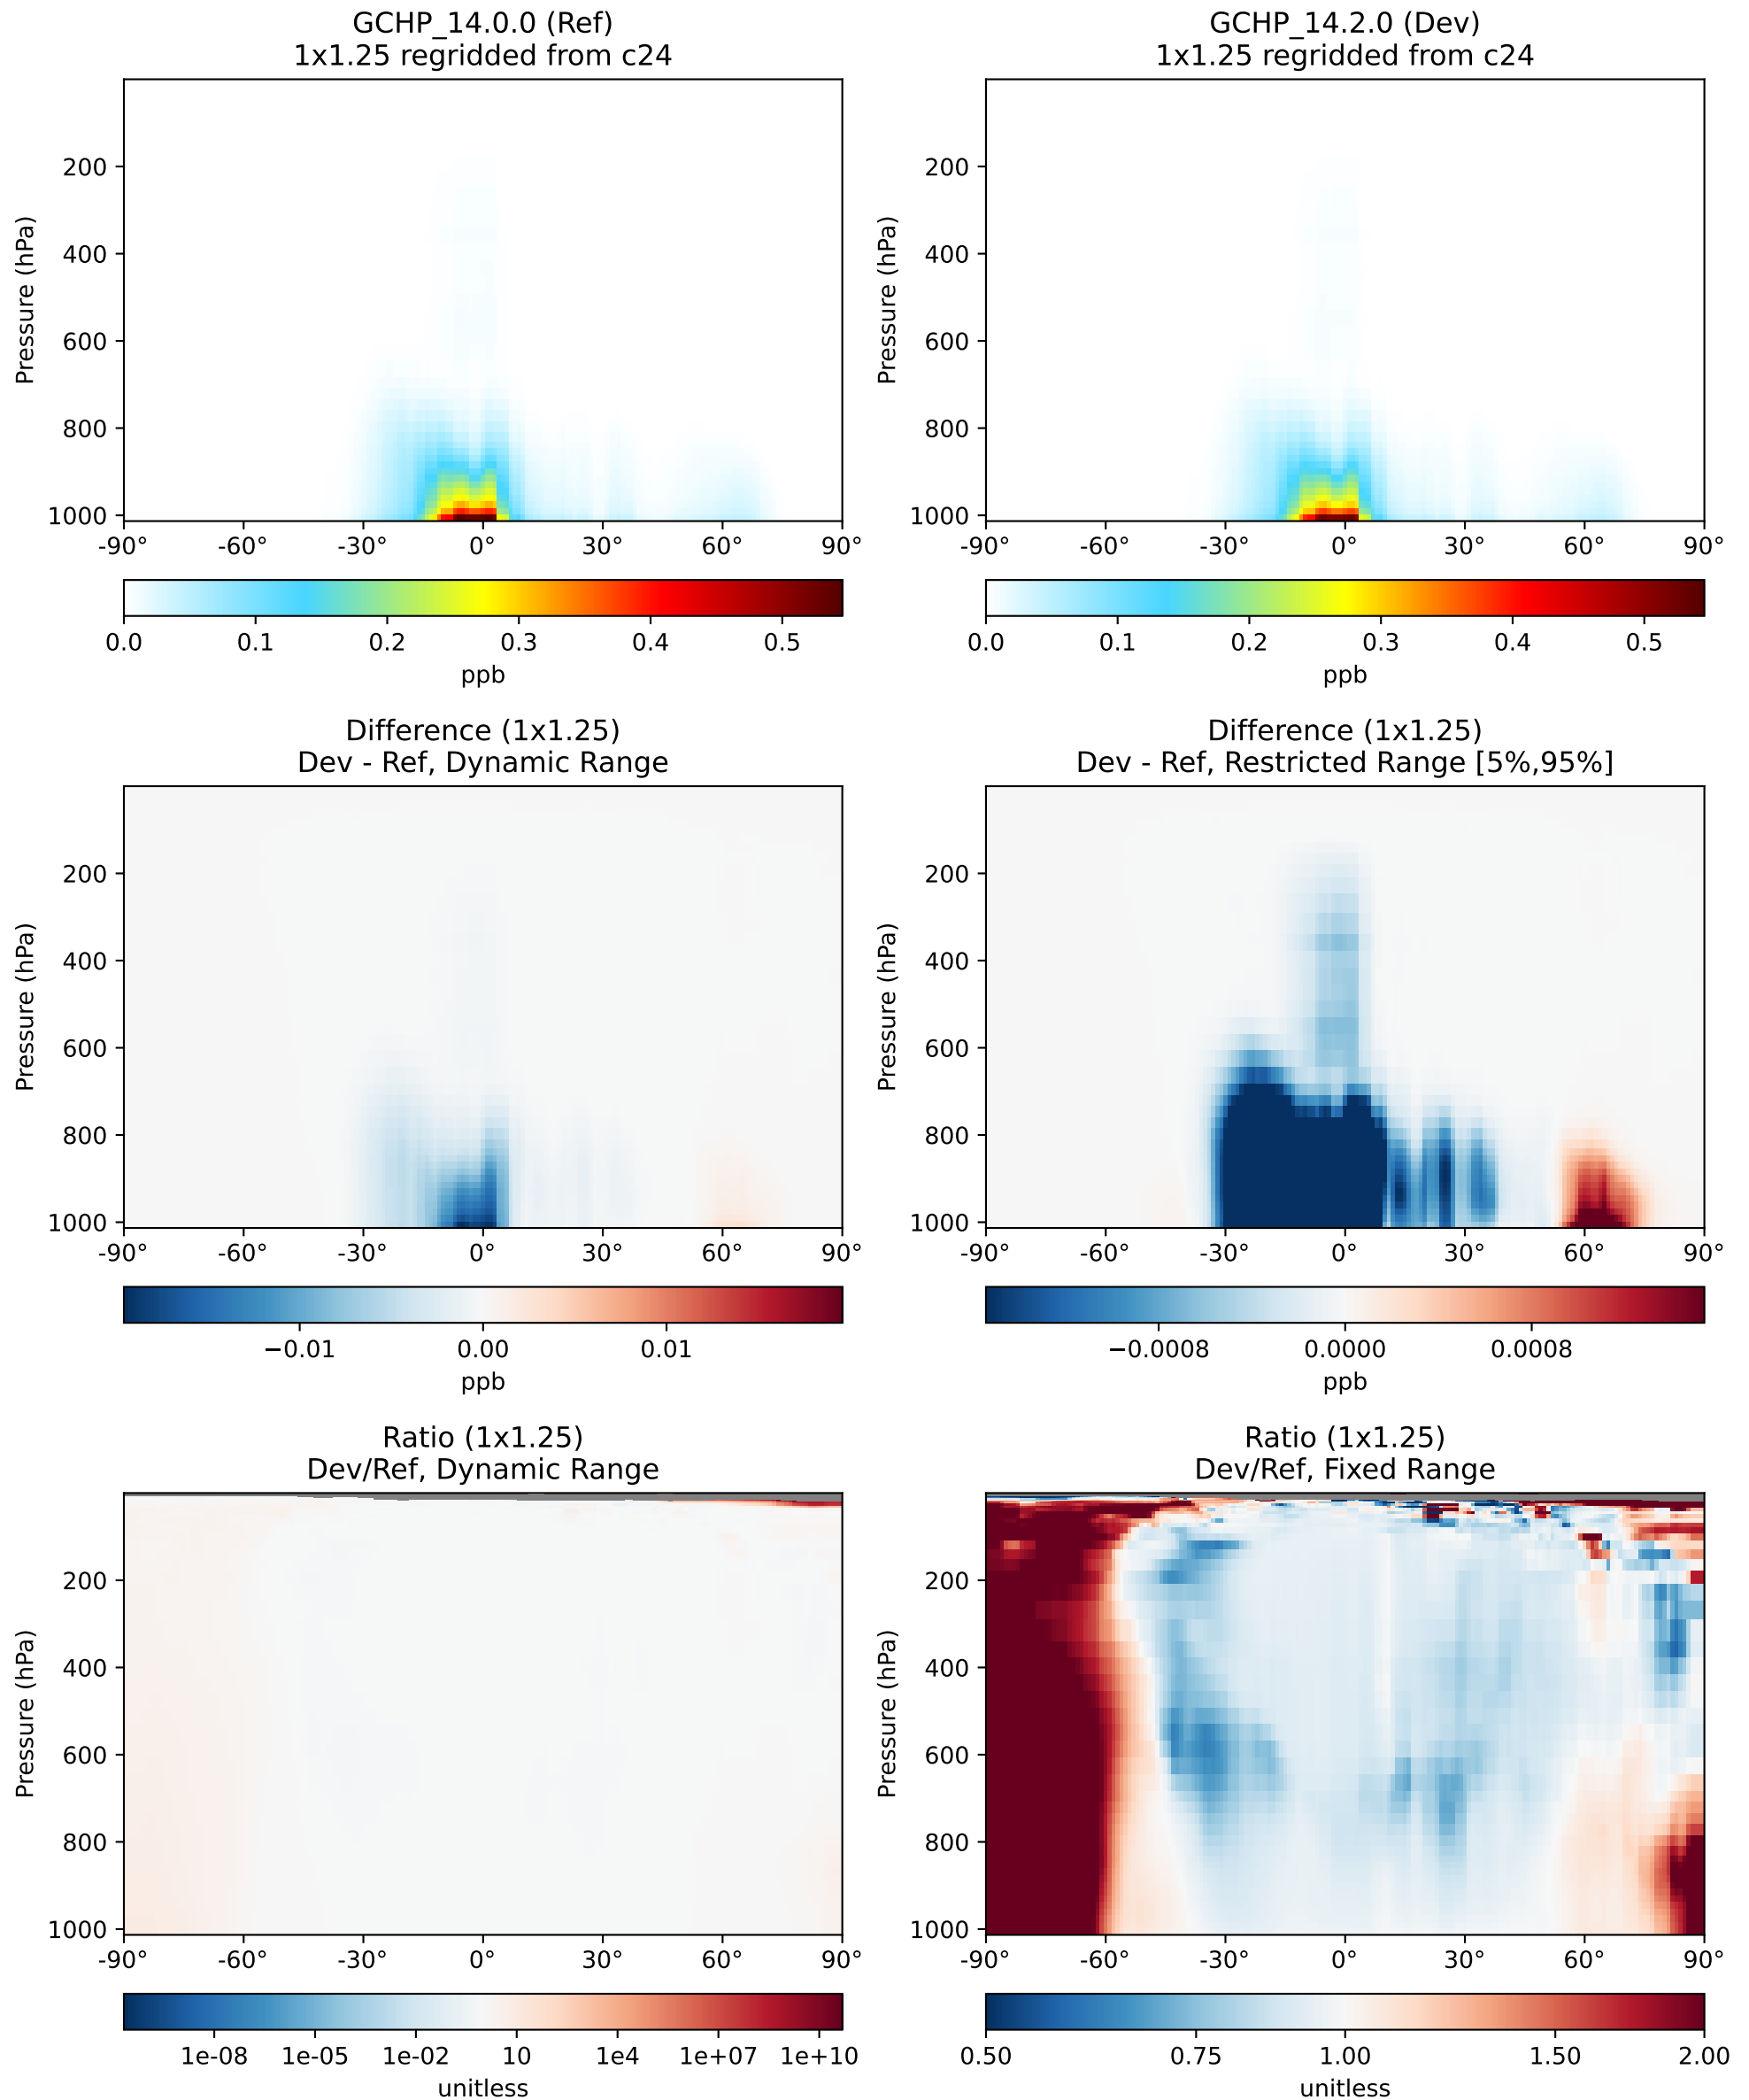 GCHP_14.0.0 (Ref)
1x1.25 regridded from c24
Pressure (hPa)
200
400
600
800
1000
-90° -60° -30° 0° 30° 60° 90°
0.0 0.1 0.2 0.3 0.4 0.5
ppb
GCHP_14.2.0 (Dev)
1x1.25 regridded from c24
Pressure (hPa)
200
400
600
800
1000
-90° -60° -30° 0° 30° 60° 90°
0.0 0.1 0.2 0.3 0.4 0.5
ppb
Difference (1x1.25)
Dev - Ref, Dynamic Range
Pressure (hPa)
200
400
600
800
1000
-90° -60° -30° 0° 30° 60° 90°
−0.01 0.00 0.01
ppb
Difference (1x1.25)
Dev - Ref, Restricted Range [5%,95%]
Pressure (hPa)
200
400
600
800
1000
-90° -60° -30° 0° 30° 60° 90°
−0.0008 0.0000 0.0008
ppb
Ratio (1x1.25)
Dev/Ref, Dynamic Range
Pressure (hPa)
200
400
600
800
1000
-90° -60° -30° 0° 30° 60° 90°
1e-08 1e-05 1e-02 10 1e4 1e+07 1e+10
unitless
Ratio (1x1.25)
Dev/Ref, Fixed Range
Pressure (hPa)
200
400
600
800
1000
-90° -60° -30° 0° 30° 60° 90°
0.50 0.75 1.00 1.50 2.00
unitless